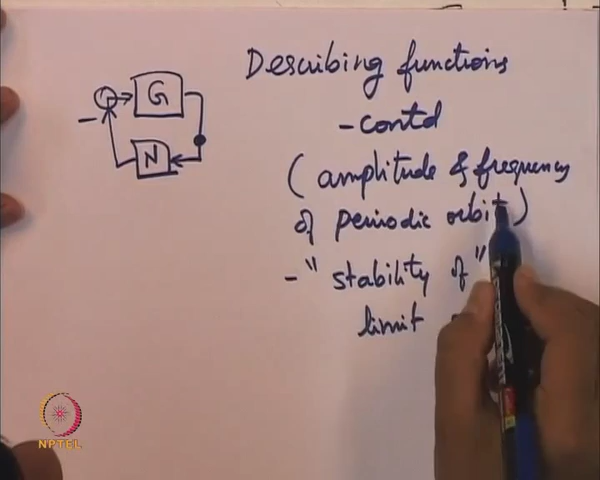 Describing functions
G
- contd
N
( amplitude & frequency
of periodic orbit )
- " stability of "
limit
NPTEL